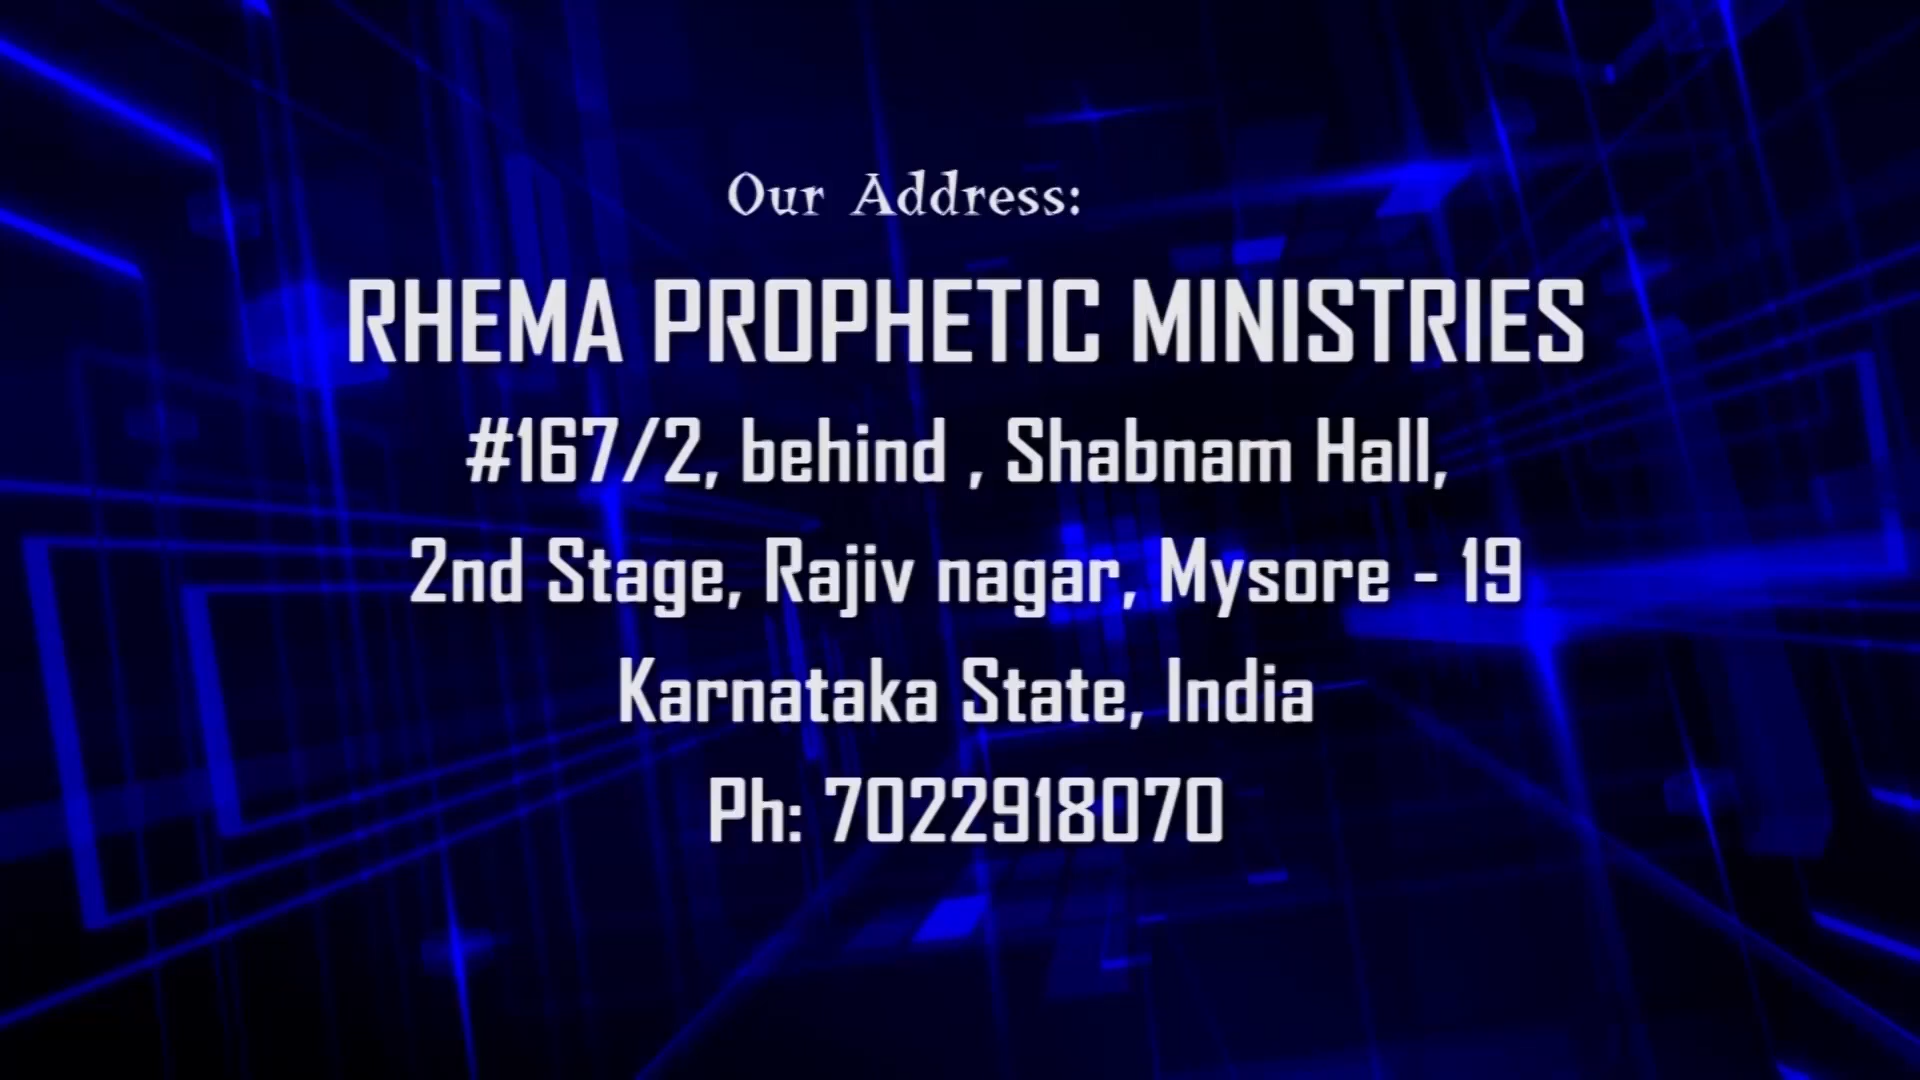 Our Address:
RHEMA PROPHETIC MINISTRIES
#167/2, behind , Shabnam Hall,
2nd Stage, Rajiv nagar, Mysore - 19
Karnataka State, India
Ph: 7022918070